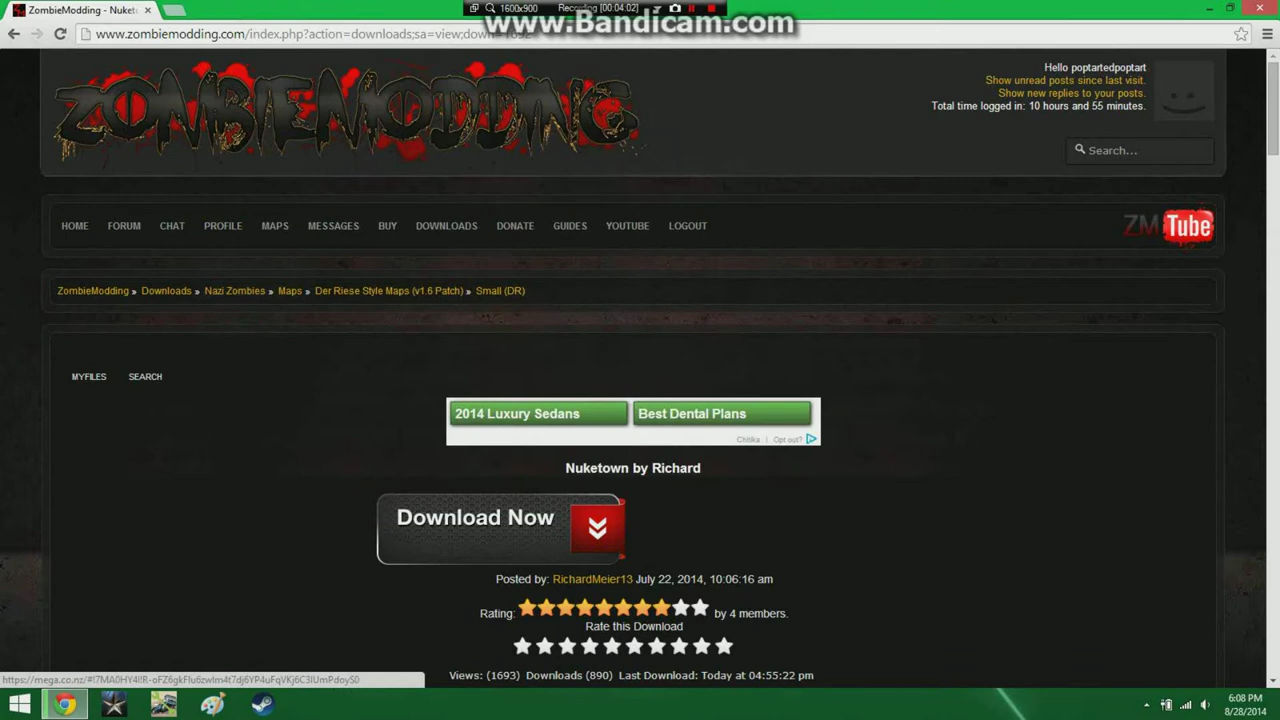 ZombieModding - Nuket
1600x900
Recording [00:04:02]
www.Bandicam.com
www.zombiemodding.com/index.php?action=downloads;sa=view;down=1692
ZOMBIEMODDING
Hello poptartedpoptart
Show unread posts since last visit.
Show new replies to your posts.
Total time logged in: 10 hours and 55 minutes.
Search...
HOME FORUM CHAT PROFILE MAPS MESSAGES BUY DOWNLOADS DONATE GUIDES YOUTUBE LOGOUT
ZM Tube
ZombieModding » Downloads » Nazi Zombies » Maps » Der Riese Style Maps (v1.6 Patch) » Small (DR)
MYFILES SEARCH
2014 Luxury Sedans Best Dental Plans
Chitika | Opt out?
Nuketown by Richard
Download Now
Posted by: RichardMeier13 July 22, 2014, 10:06:16 am
Rating: by 4 members.
Rate this Download
Views: (1693) Downloads (890) Last Download: Today at 04:55:22 pm
6:08 PM
8/28/2014